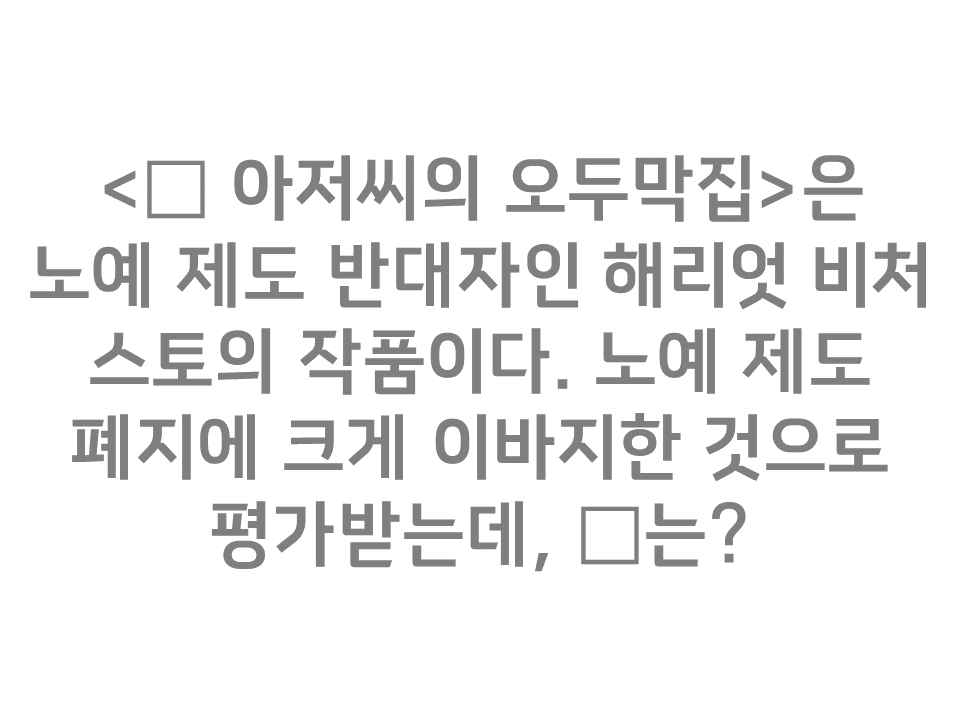 <□ 아저씨의 오두막집>은
노예 제도 반대자인 해리엇 비처
스토의 작품이다. 노예 제도
폐지에 크게 이바지한 것으로
평가받는데, □는?